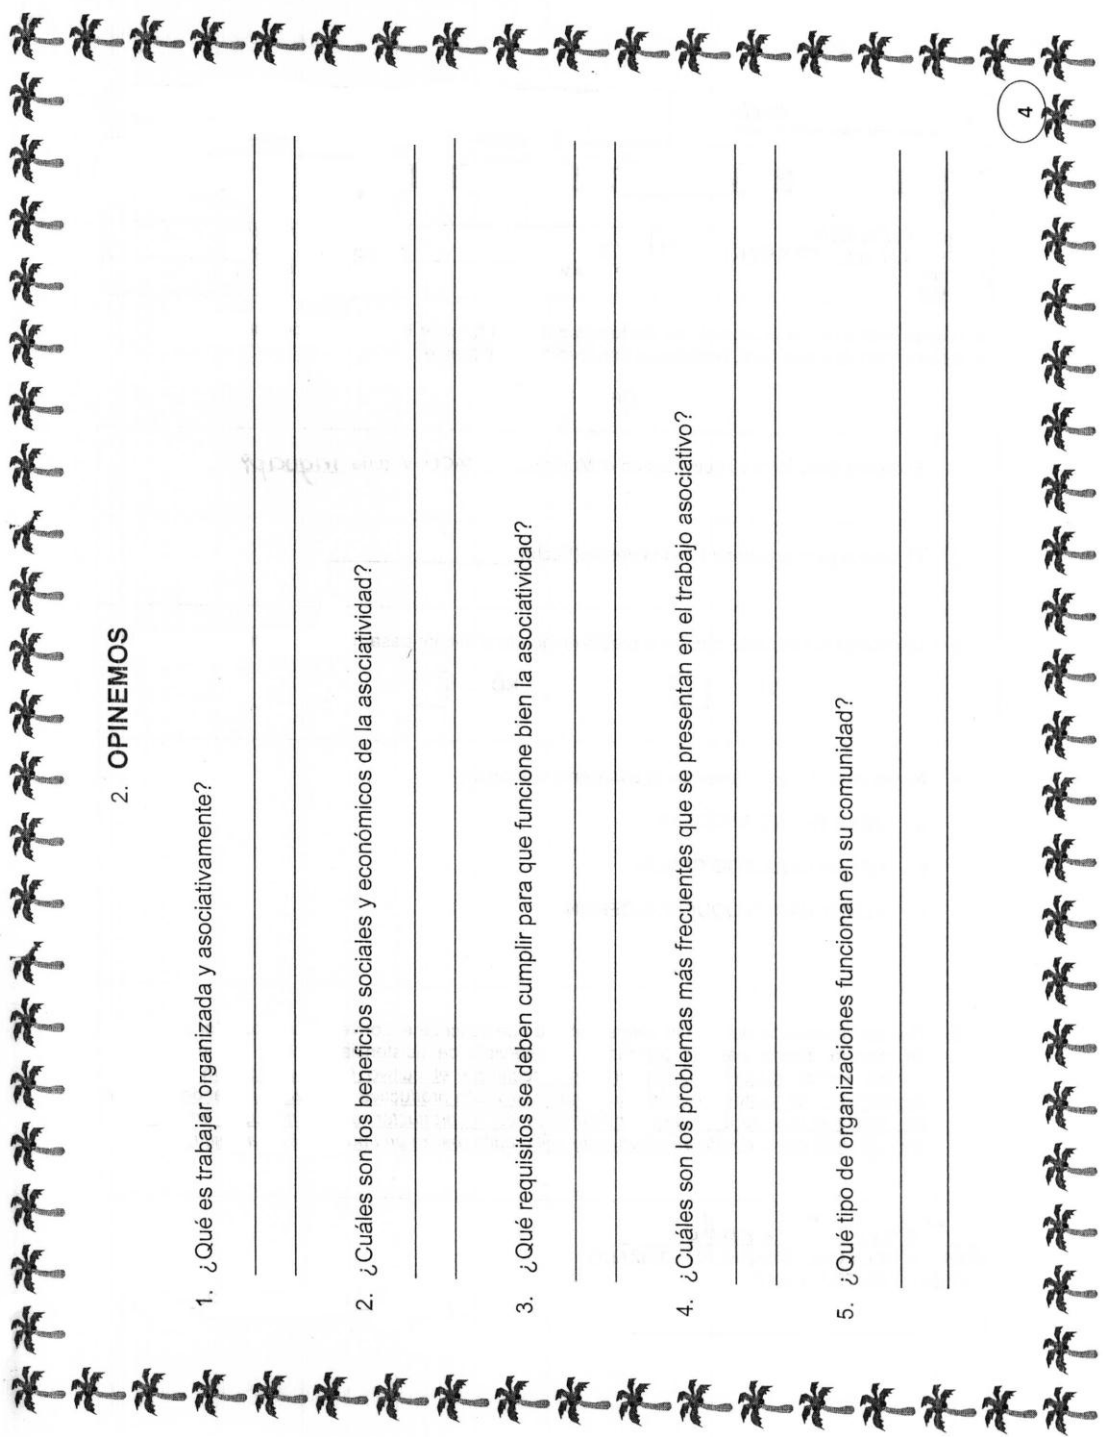 2. OPINEMOS
1. ¿Qué es trabajar organizada y asociativamente?
2. ¿Cuáles son los beneficios sociales y económicos de la asociatividad?
3. ¿Qué requisitos se deben cumplir para que funcione bien la asociatividad?
4. ¿Cuáles son los problemas más frecuentes que se presentan en el trabajo asociativo?
5. ¿Qué tipo de organizaciones funcionan en su comunidad?
4